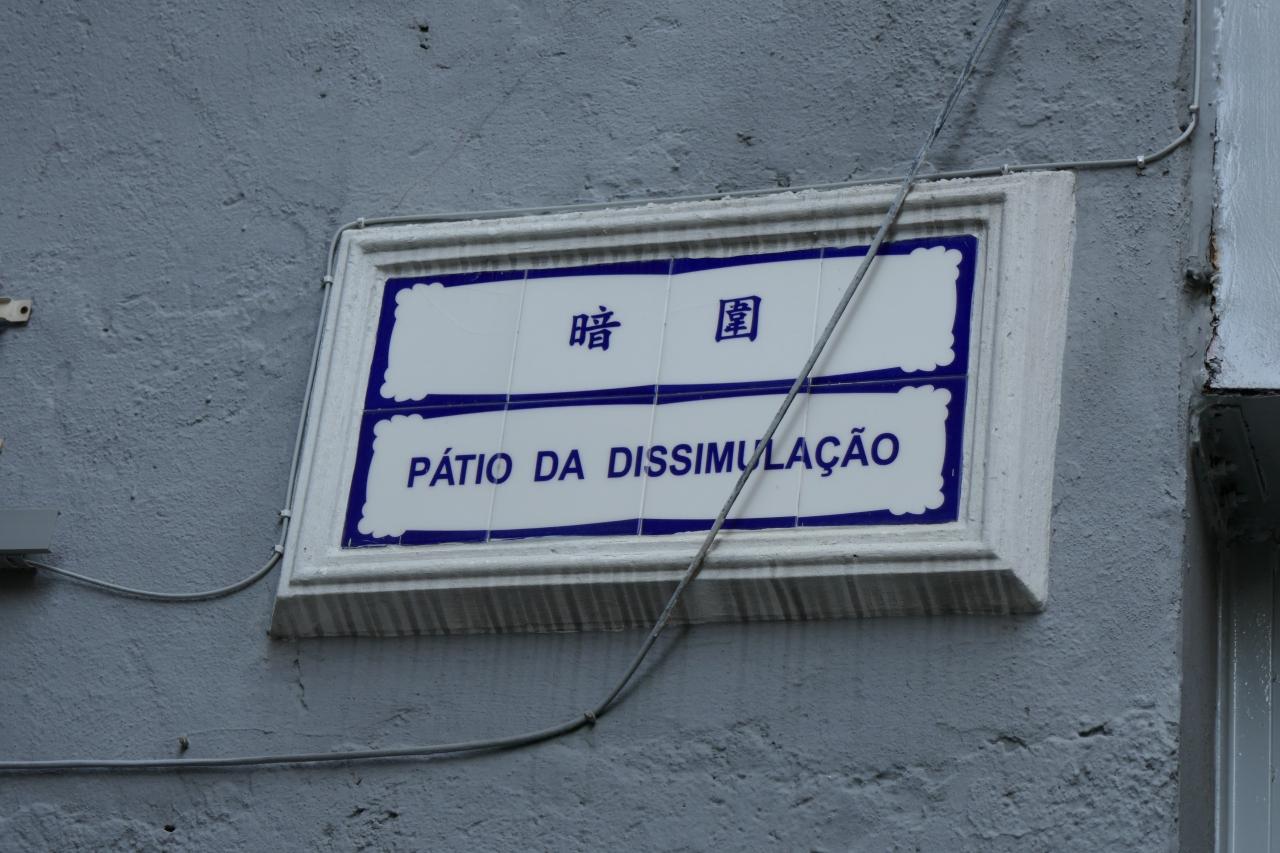 暗圍
PÁTIO DA DISSIMULAÇÃO